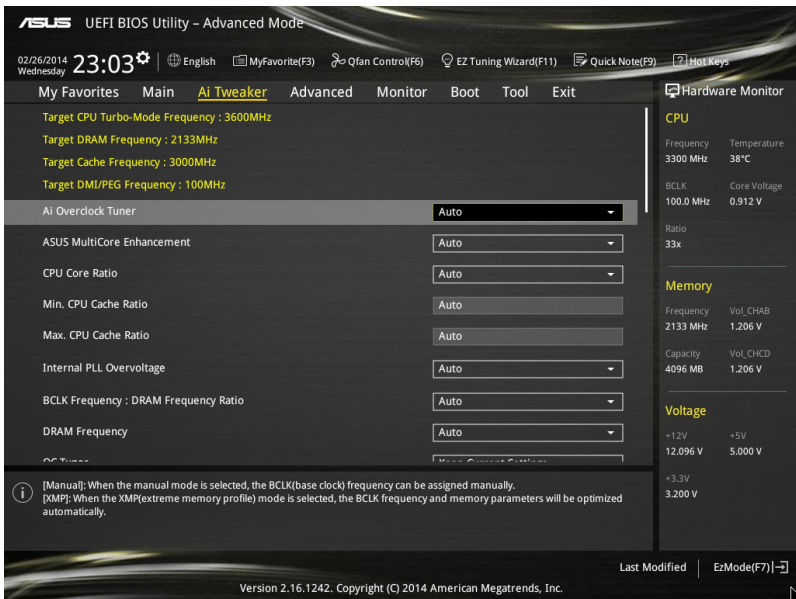 ASUS UEFI BIOS Utility – Advanced Mode
02/26/2014
Wednesday
23:03
English
MyFavorite(F3)
Qfan Control(F6)
EZ Tuning Wizard(F11)
Quick Note(F9)
? Hot Keys
My Favorites
Main
Ai Tweaker
Advanced
Monitor
Boot
Tool
Exit
Target CPU Turbo-Mode Frequency : 3600MHz
Target DRAM Frequency : 2133MHz
Target Cache Frequency : 3000MHz
Target DMI/PEG Frequency : 100MHz
Ai Overclock Tuner Auto
ASUS MultiCore Enhancement Auto
CPU Core Ratio Auto
Min. CPU Cache Ratio Auto
Max. CPU Cache Ratio Auto
Internal PLL Overvoltage Auto
BCLK Frequency : DRAM Frequency Ratio Auto
DRAM Frequency Auto
OC Tuner Keep Current Settings
[Manual]: When the manual mode is selected, the BCLK(base clock) frequency can be assigned manually.
[XMP]: When the XMP(extreme memory profile) mode is selected, the BCLK frequency and memory parameters will be optimized
automatically.
Hardware Monitor
CPU
Frequency Temperature
3300 MHz 38°C
BCLK Core Voltage
100.0 MHz 0.912 V
Ratio
33x
Memory
Frequency Vol_CHAB
2133 MHz 1.206 V
Capacity Vol_CHCD
4096 MB 1.206 V
Voltage
+12V +5V
12.096 V 5.000 V
+3.3V
3.200 V
Last Modified
EzMode(F7)
Version 2.16.1242. Copyright (C) 2014 American Megatrends, Inc.